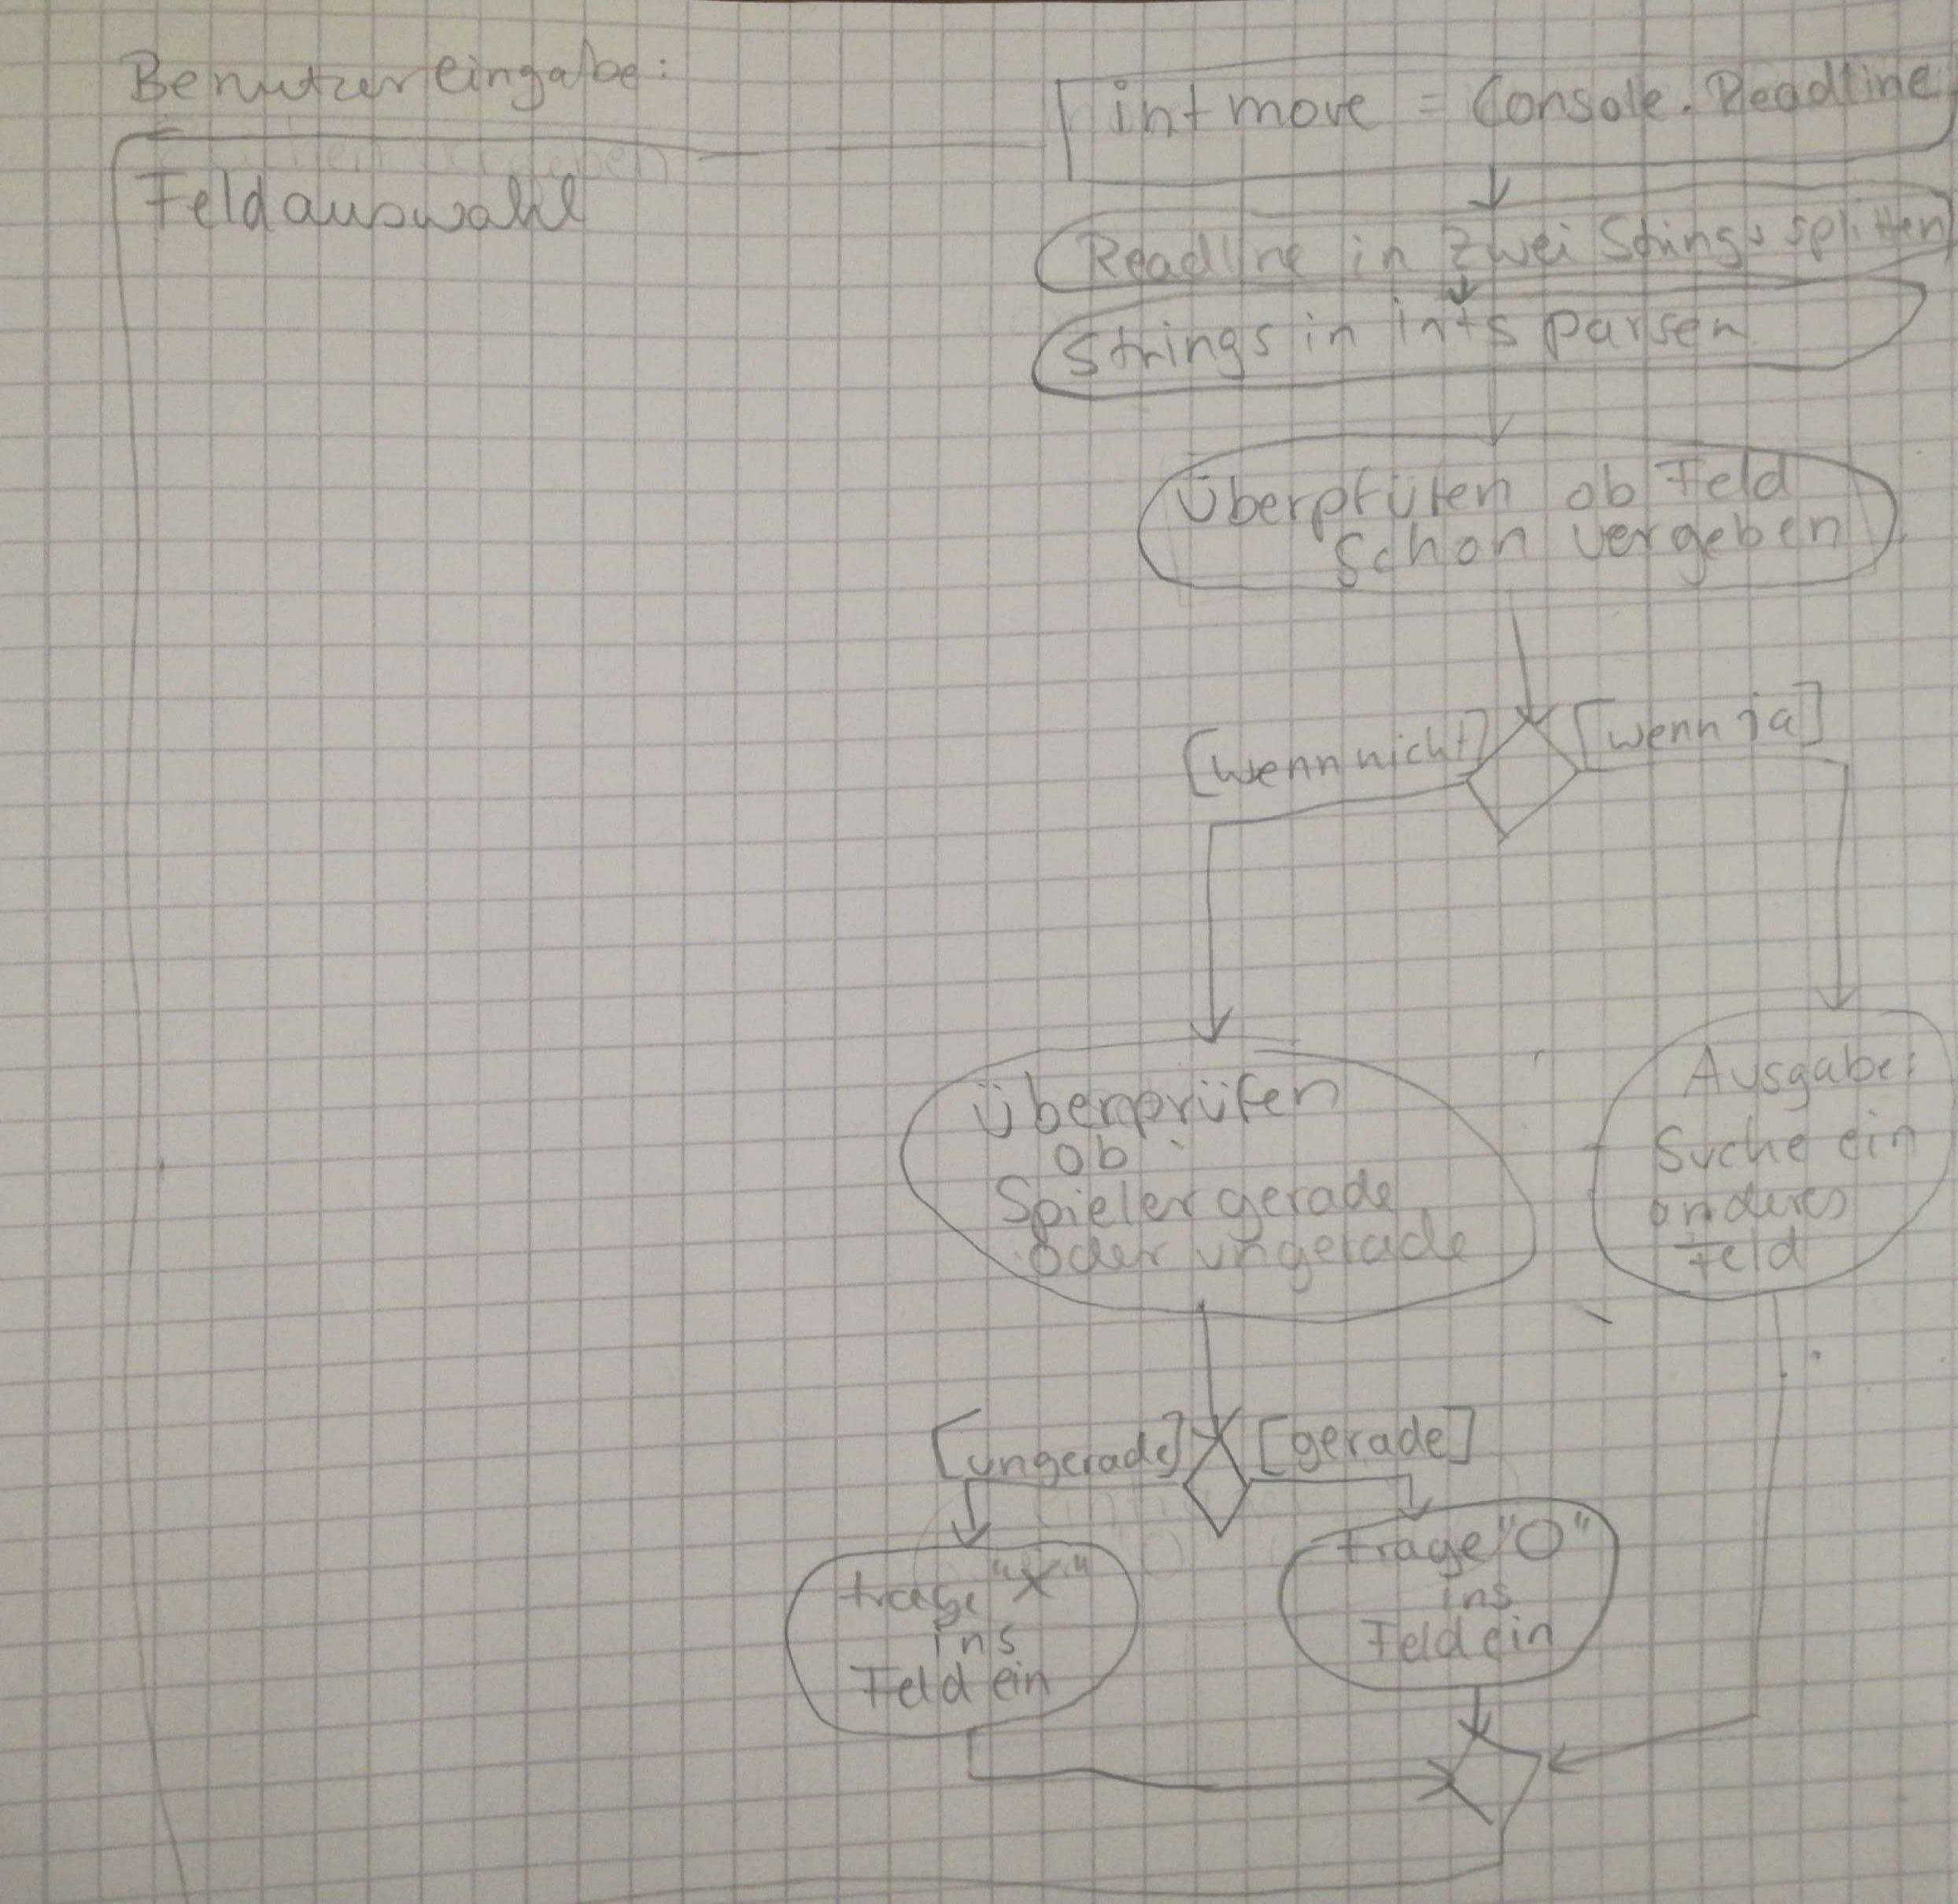 Benutzereingabe:
int move = Console.Readline
Feldauswahl
Readline in zwei Strings splitten
Strings in ints parsen
Überprüfen ob Feld
schon vergeben
[wenn nicht] [wenn ja]
Überprüfen
ob
Spieler gerade
oder ungerade
Ausgabe:
Suche ein
anderes
Feld
[ungerade] [gerade]
trage "X"
ins
Feld ein
trage "O"
ins
Feld ein